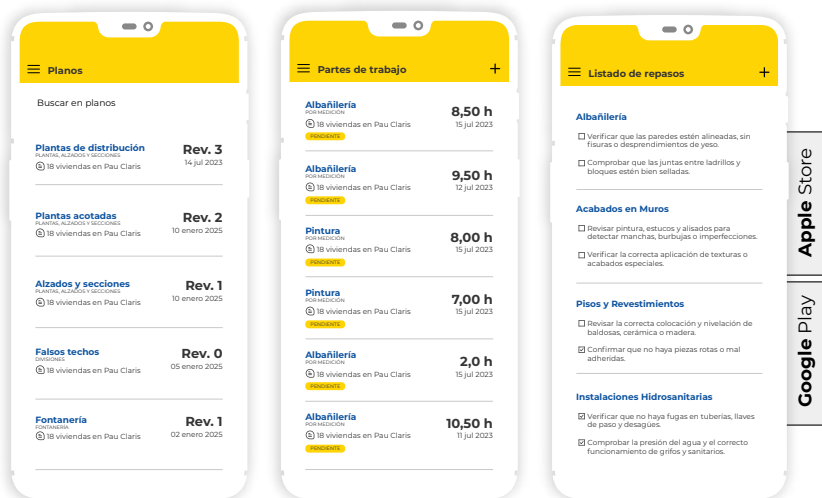 Planos
Buscar en planos
Plantas de distribución
PLANTAS, ALZADOS Y SECCIONES
18 viviendas en Pau Claris
Rev. 3
14 jul 2023
Plantas acotadas
PLANTAS, ALZADOS Y SECCIONES
18 viviendas en Pau Claris
Rev. 2
10 enero 2025
Alzados y secciones
PLANTAS, ALZADOS Y SECCIONES
18 viviendas en Pau Claris
Rev. 1
10 enero 2025
Falsos techos
DIVISIONES
18 viviendas en Pau Claris
Rev. 0
05 enero 2025
Fontanería
FONTANERÍA
18 viviendas en Pau Claris
Rev. 1
02 enero 2025
Partes de trabajo
+
Albañilería
POR MEDICIÓN
18 viviendas en Pau Claris
PENDIENTE
8,50 h
15 jul 2023
Albañilería
POR MEDICIÓN
18 viviendas en Pau Claris
PENDIENTE
9,50 h
12 jul 2023
Pintura
POR MEDICIÓN
18 viviendas en Pau Claris
PENDIENTE
8,00 h
15 jul 2023
Pintura
POR MEDICIÓN
18 viviendas en Pau Claris
PENDIENTE
7,00 h
15 jul 2023
Albañilería
POR MEDICIÓN
18 viviendas en Pau Claris
PENDIENTE
2,0 h
15 jul 2023
Albañilería
POR MEDICIÓN
18 viviendas en Pau Claris
PENDIENTE
10,50 h
11 jul 2023
Listado de repasos
+
Albañilería
Verificar que las paredes estén alineadas, sin
fisuras o desprendimientos de yeso.
Comprobar que las juntas entre ladrillos y
bloques estén bien selladas.
Acabados en Muros
Revisar pintura, estucos y alisados para
detectar manchas, burbujas o imperfecciones.
Verificar la correcta aplicación de texturas o
acabados especiales.
Pisos y Revestimientos
Revisar la correcta colocación y nivelación de
baldosas, cerámica o madera.
Confirmar que no haya piezas rotas o mal
adheridas.
Instalaciones Hidrosanitarias
Verificar que no haya fugas en tuberías, llaves
de paso y desagües.
Comprobar la presión del agua y el correcto
funcionamiento de grifos y sanitarios.
Apple Store
Google Play